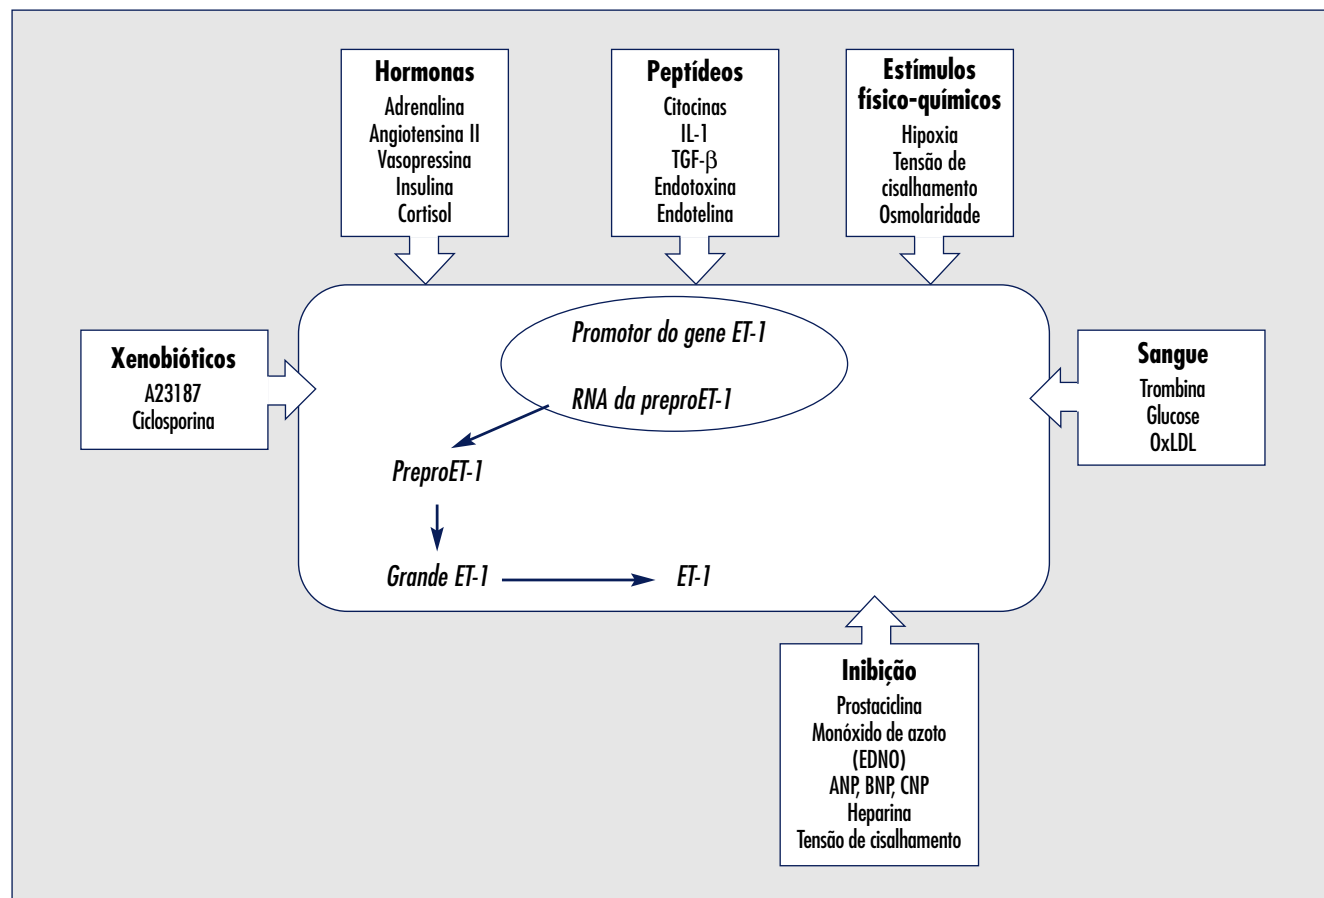 Hormonas
Adrenalina
Angiotensina II
Vasopressina
Insulina
Cortisol
Peptídeos
Citocinas
IL-1
TGF-β
Endotoxina
Endotelina
Estímulos
físico-químicos
Hipoxia
Tensão de
cisalhamento
Osmolaridade
Xenobióticos
A23187
Ciclosporina
Promotor do gene ET-1
RNA da preproET-1
PreproET-1
Grande ET-1
ET-1
Sangue
Trombina
Glucose
OxLDL
Inibição
Prostaciclina
Monóxido de azoto
(EDNO)
ANP, BNP, CNP
Heparina
Tensão de cisalhamento